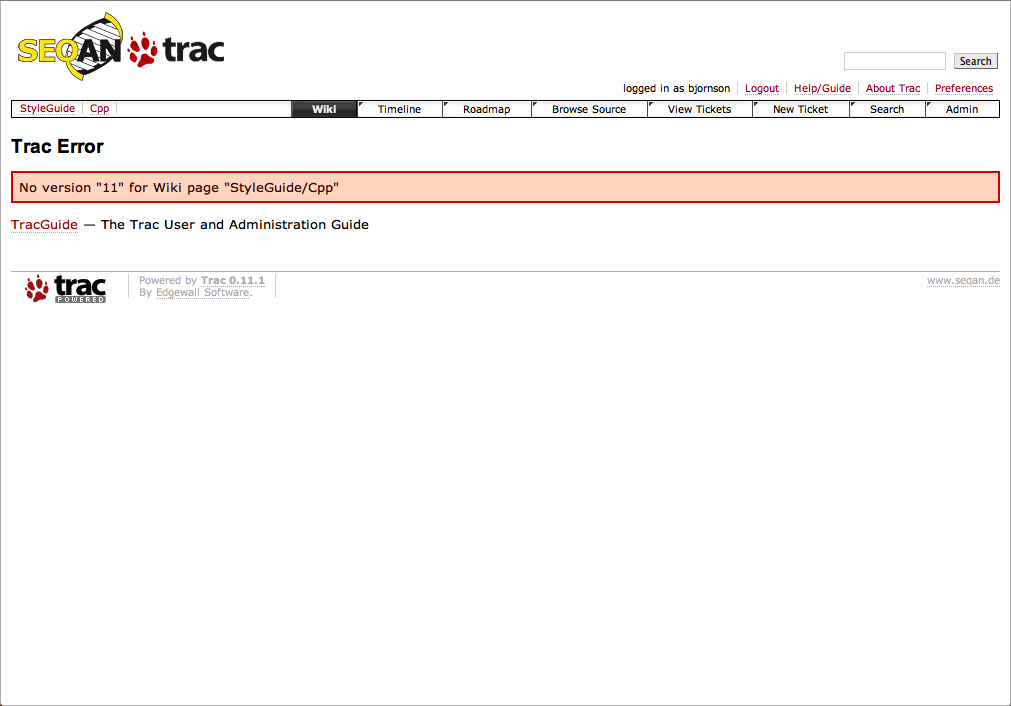 SEQAN trac
Search
logged in as bjornson Logout Help/Guide About Trac Preferences
StyleGuide Cpp Wiki Timeline Roadmap Browse Source View Tickets New Ticket Search Admin
Trac Error
No version "11" for Wiki page "StyleGuide/Cpp"
TracGuide — The Trac User and Administration Guide
trac POWERED
Powered by Trac 0.11.1
By Edgewall Software.
www.seqan.de